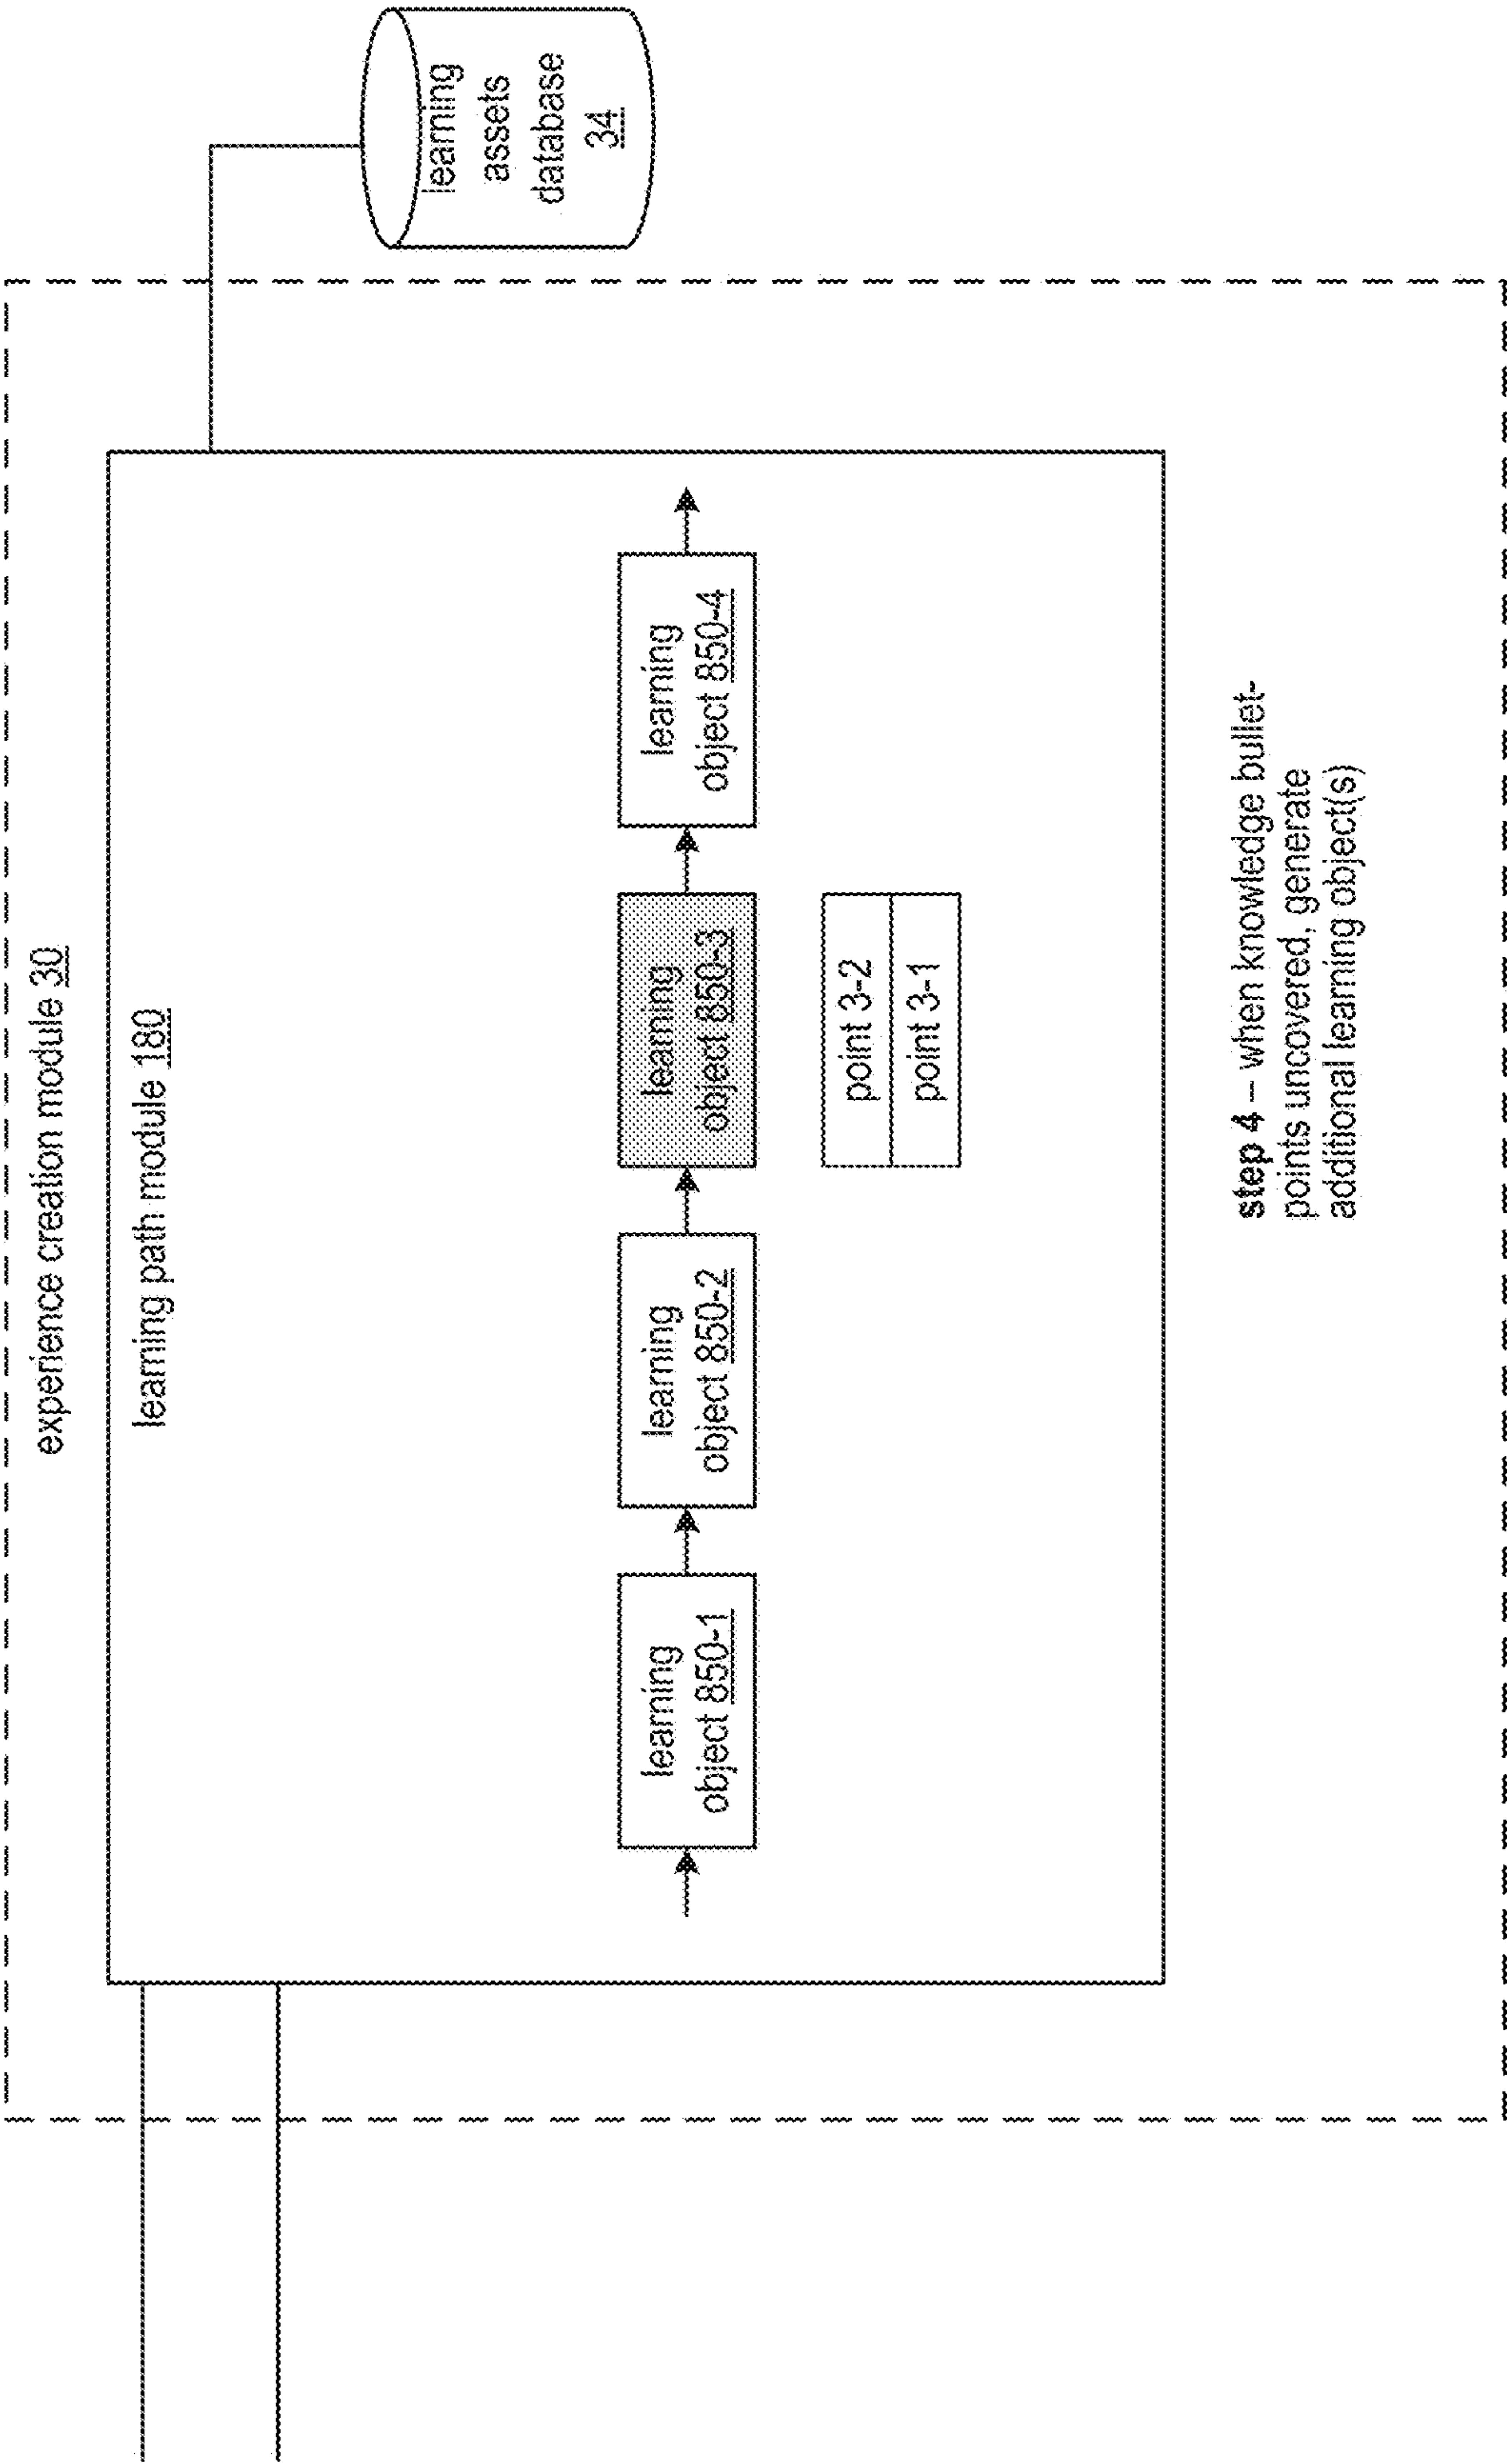 experience creation module 30
learning path module 180
learning
object 850-1
learning
object 850-2
learning
object 850-3
learning
object 850-4
point 3-2
point 3-1
learning
assets
database
34
step 4 – when knowledge bullet-
points uncovered, generate
additional learning object(s)